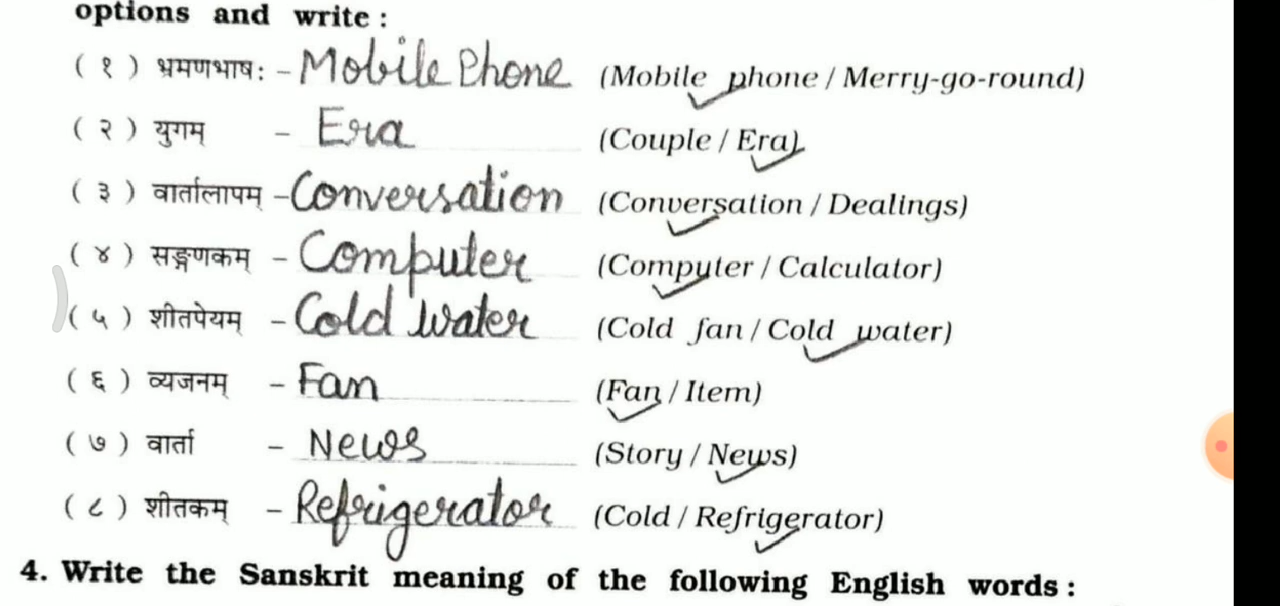 options and write :
( १ ) भ्रमणभाषः - Mobile Phone (Mobile phone / Merry-go-round)
( २ ) युगम् - Era (Couple / Era)
( ३ ) वार्तालापम् - Conversation (Conversation / Dealings)
( ४ ) सङ्गणकम् - Computer (Computer / Calculator)
( ५ ) शीतपेयम् - Cold water (Cold fan / Cold water)
( ६ ) व्यजनम् - Fan (Fan / Item)
( ७ ) वार्ता - News (Story / News)
( ८ ) शीतकम् - Refrigerator (Cold / Refrigerator)
4. Write the Sanskrit meaning of the following English words :